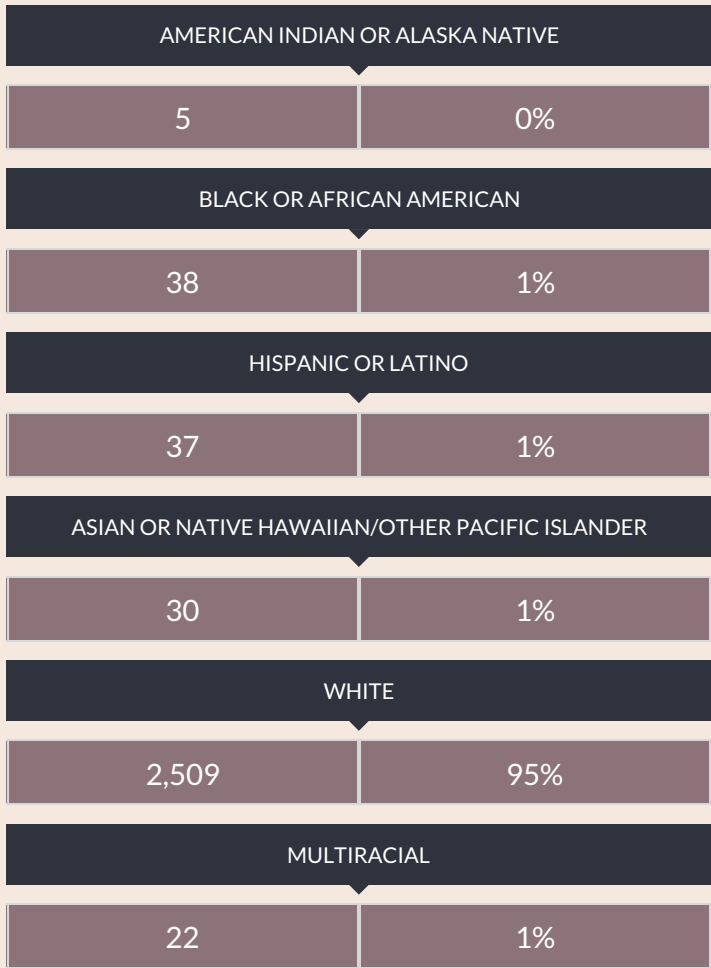 AMERICAN INDIAN OR ALASKA NATIVE
5 0%
BLACK OR AFRICAN AMERICAN
38 1%
HISPANIC OR LATINO
37 1%
ASIAN OR NATIVE HAWAIIAN/OTHER PACIFIC ISLANDER
30 1%
WHITE
2,509 95%
MULTIRACIAL
22 1%